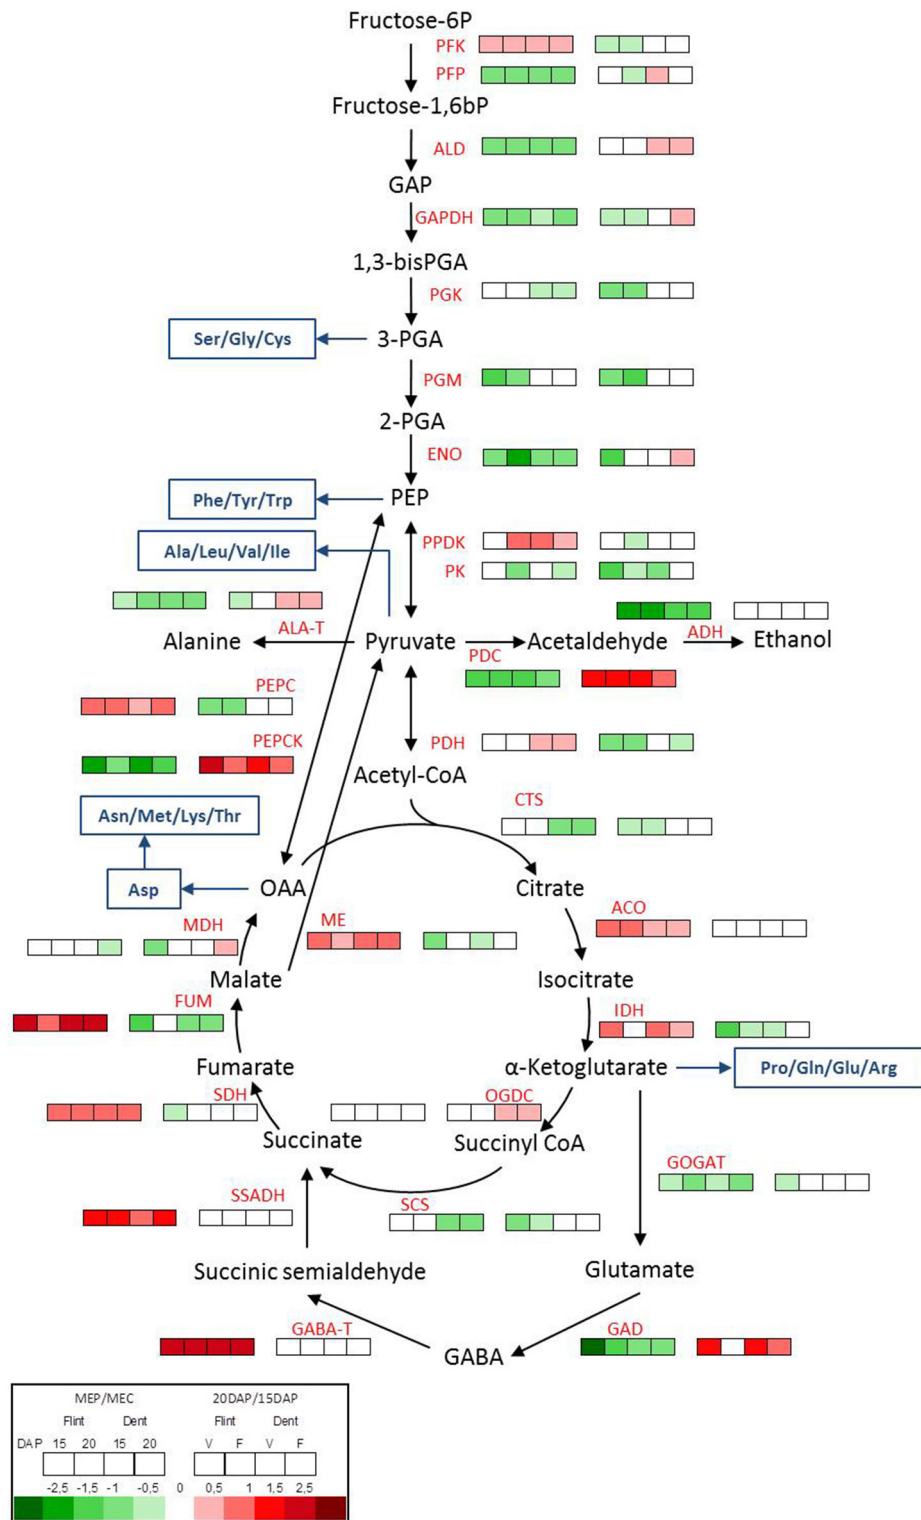 Fructose-6P
PFK
PFP
Fructose-1,6bP
ALD
GAP
GAPDH
1,3-bisPGA
PGK
Ser/Gly/Cys
3-PGA
PGM
2-PGA
ENO
Phe/Tyr/Trp
PEP
Ala/Leu/Val/Ile
PPDK
PK
Alanine
ALA-T
Pyruvate
Acetaldehyde
ADH
Ethanol
PDC
PEPC
PEPCK
PDH
Acetyl-CoA
CTS
Asn/Met/Lys/Thr
Asp
OAA
Citrate
MDH
ME
ACO
Malate
Isocitrate
FUM
IDH
Fumarate
α-Ketoglutarate
Pro/Gln/Glu/Arg
SDH
OGDC
Succinate
Succinyl CoA
GOGAT
SSADH
SCS
Succinic semialdehyde
Glutamate
GABA-T
GABA
GAD
MEP/MEC 20DAP/15DAP
Flint Dent Flint Dent
DAP 15 20 15 20 V F V F
-2,5 -1,5 -1 -0,5 0 0,5 1 1,5 2,5